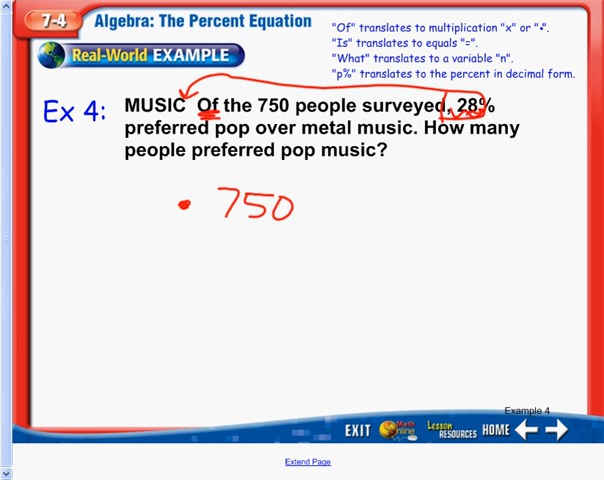 7-4 Algebra: The Percent Equation
Real-World EXAMPLE
"Of" translates to multiplication "x" or "•".
"Is" translates to equals "=".
"What" translates to a variable "n".
"p%" translates to the percent in decimal form.
Ex 4: MUSIC Of the 750 people surveyed, 28%
preferred pop over metal music. How many
people preferred pop music?
• 750
Example 4
EXIT Math Online Lesson RESOURCES HOME
Extend Page